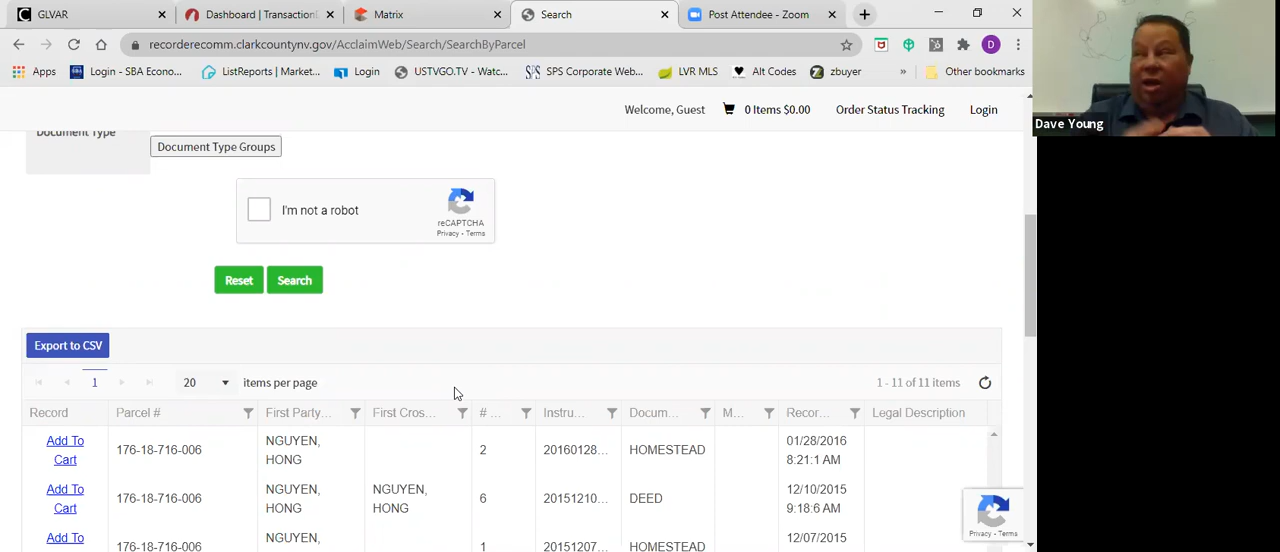 GLVAR
Dashboard | Transaction
Matrix
Search
Post Attendee - Zoom
recorderecomm.clarkcountynv.gov/AcclaimWeb/Search/SearchByParcel
D
Apps
Login - SBA Econo...
ListReports | Market...
Login
USTVGO.TV - Watc...
SPS Corporate Web...
LVR MLS
Alt Codes
zbuyer
»
Other bookmarks
Welcome, Guest
0 Items $0.00
Order Status Tracking
Login
Dave Young
Document Type
Document Type Groups
I'm not a robot
reCAPTCHA
Privacy - Terms
Reset
Search
Export to CSV
1
20
items per page
1 - 11 of 11 items
Record
Parcel #
First Party...
First Cros...
# ...
Instru...
Docum...
M...
Recor...
Legal Description
Add To
Cart
176-18-716-006
NGUYEN,
HONG
2
20160128...
HOMESTEAD
01/28/2016
8:21:1 AM
Add To
Cart
176-18-716-006
NGUYEN,
HONG
NGUYEN,
HONG
6
20151210...
DEED
12/10/2015
9:18:6 AM
Add To
176-18-716-006
NGUYEN,
HONG
1
20151207...
HOMESTEAD
12/07/2015
Privacy - Terms